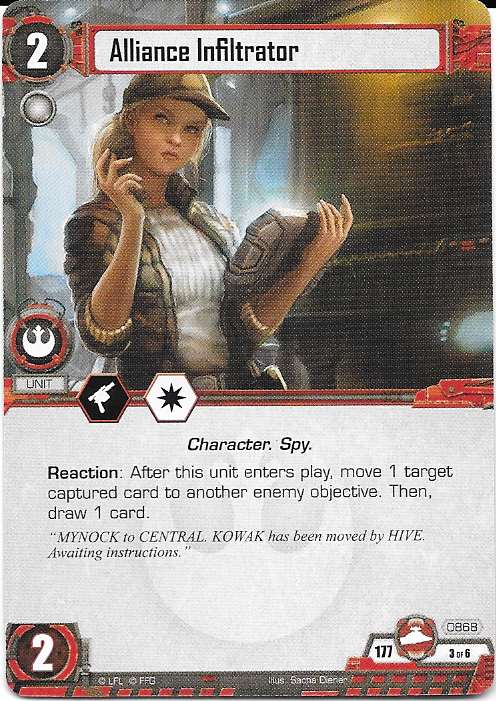 2
Alliance Infiltrator
UNIT
Character. Spy.
Reaction: After this unit enters play, move 1 target
captured card to another enemy objective. Then,
draw 1 card.
“MYNOCK to CENTRAL. KOWAK has been moved by HIVE.
Awaiting instructions.”
0868
177 3 OF 6
2
© LFL © FFG Illus. Sacha Diener